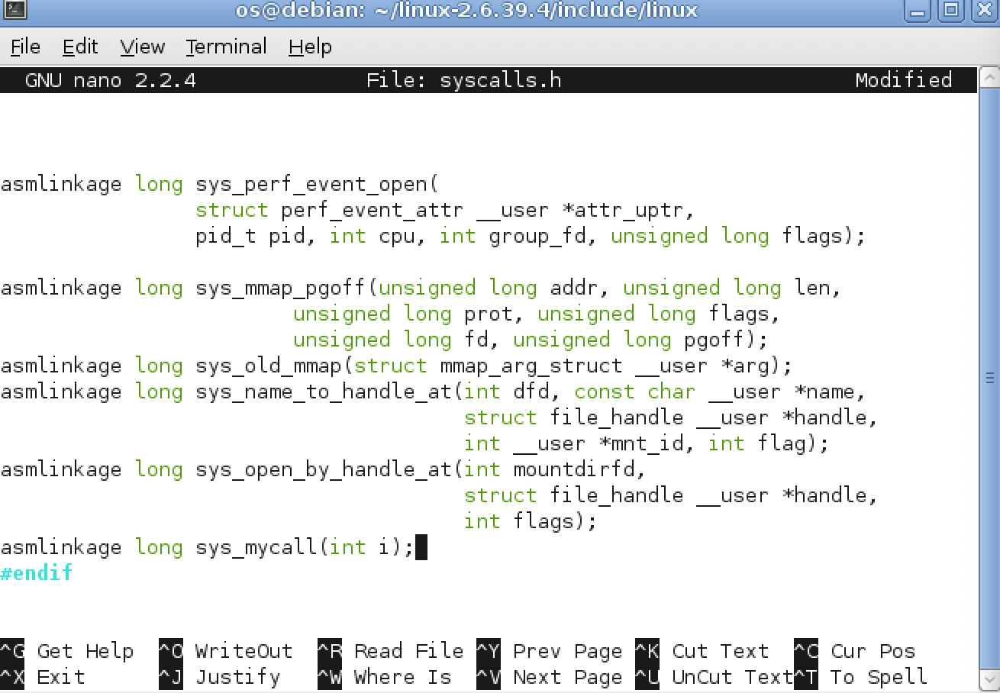 os@debian: ~/linux-2.6.39.4/include/linux
File Edit View Terminal Help
GNU nano 2.2.4 File: syscalls.h Modified
asmlinkage long sys_perf_event_open(
struct perf_event_attr __user *attr_uptr,
pid_t pid, int cpu, int group_fd, unsigned long flags);
asmlinkage long sys_mmap_pgoff(unsigned long addr, unsigned long len,
unsigned long prot, unsigned long flags,
unsigned long fd, unsigned long pgoff);
asmlinkage long sys_old_mmap(struct mmap_arg_struct __user *arg);
asmlinkage long sys_name_to_handle_at(int dfd, const char __user *name,
struct file_handle __user *handle,
int __user *mnt_id, int flag);
asmlinkage long sys_open_by_handle_at(int mountdirfd,
struct file_handle __user *handle,
int flags);
asmlinkage long sys_mycall(int i);
#endif
^G Get Help ^O WriteOut ^R Read File ^Y Prev Page ^K Cut Text ^C Cur Pos
^X Exit ^J Justify ^W Where Is ^V Next Page ^U UnCut Text ^T To Spell